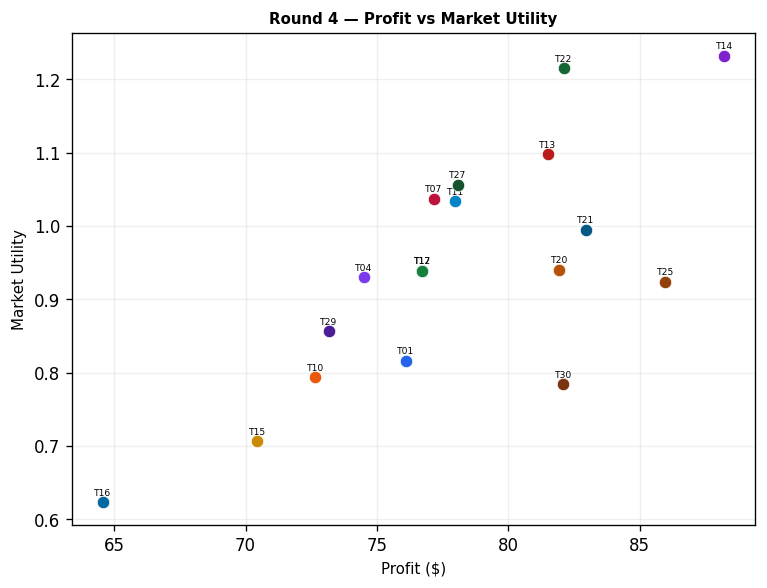 Round 4 — Profit vs Market Utility
T14
T22
T13
T27
T07
T11
T21
T04
T20
T25
T29
T01
T10
T30
T15
T16
1.2
1.1
1.0
0.9
0.8
0.7
0.6
Market Utility
65
70
75
80
85
Profit ($)